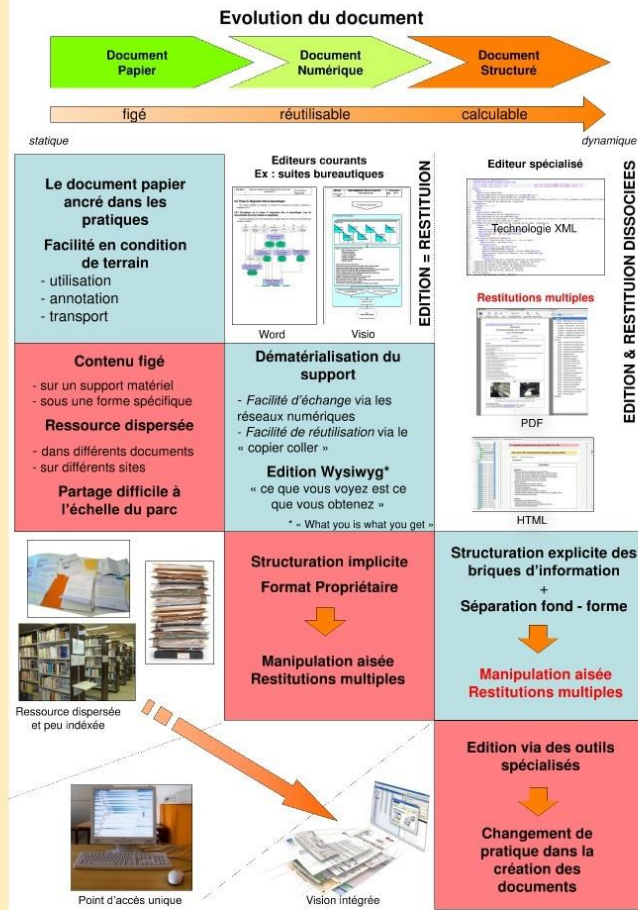 Evolution du document
Document
Papier
Document
Numérique
Document
Structuré
figé
réutilisable
calculable
statique
dynamique
Le document papier
ancré dans les
pratiques
Facilité en condition
de terrain
- utilisation
- annotation
- transport
Editeurs courants
Ex : suites bureautiques
Word
Visio
EDITION = RESTITUION
Editeur spécialisé
Technologie XML
Restitutions multiples
PDF
HTML
EDITION & RESTITUION DISSOCIEES
Contenu figé
- sur un support matériel
- sous une forme spécifique
Ressource dispersée
- dans différents documents
- sur différents sites
Partage difficile à
l'échelle du parc
Dématérialisation du
support
- Facilité d'échange via les
réseaux numériques
- Facilité de réutilisation via le
« copier coller »
Edition Wysiwyg*
« ce que vous voyez est ce
que vous obtenez »
* « What you is what you get »
Structuration implicite
Format Propriétaire
Manipulation aisée
Restitutions multiples
Structuration explicite des
briques d'information
+
Séparation fond - forme
Manipulation aisée
Restitutions multiples
Ressource dispersée
et peu indéxée
Edition via des outils
spécialisés
Changement de
pratique dans la
création des
documents
Point d'accès unique
Vision intégrée